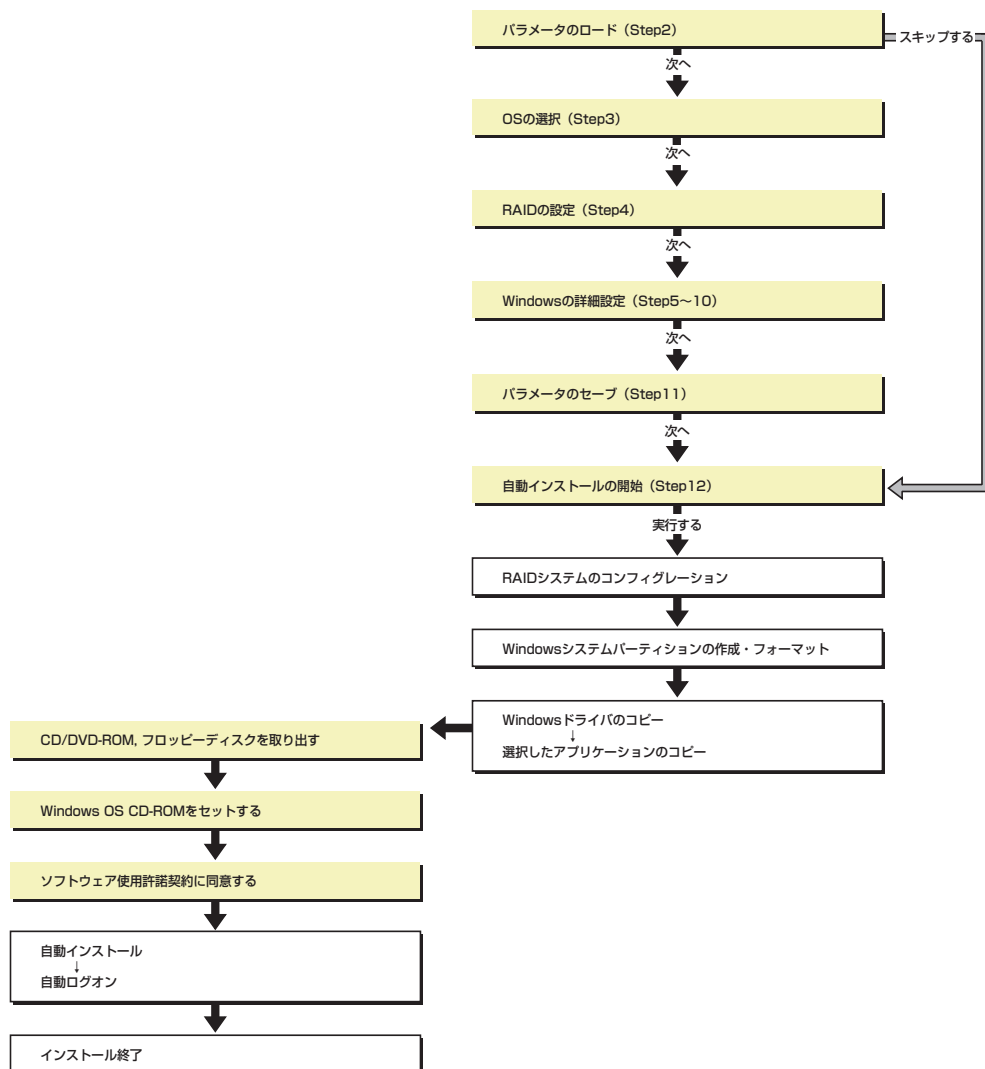 パラメータのロード（Step2）
スキップする
次へ
OSの選択（Step3）
次へ
RAIDの設定（Step4）
次へ
Windowsの詳細設定（Step5～10）
次へ
パラメータのセーブ（Step11）
次へ
自動インストールの開始（Step12）
実行する
RAIDシステムのコンフィグレーション
Windowsシステムパーティションの作成・フォーマット
Windowsドライバのコピー
↓
選択したアプリケーションのコピー
CD/DVD-ROM, フロッピーディスクを取り出す
Windows OS CD-ROMをセットする
ソフトウェア使用許諾契約に同意する
自動インストール
↓
自動ログオン
インストール終了